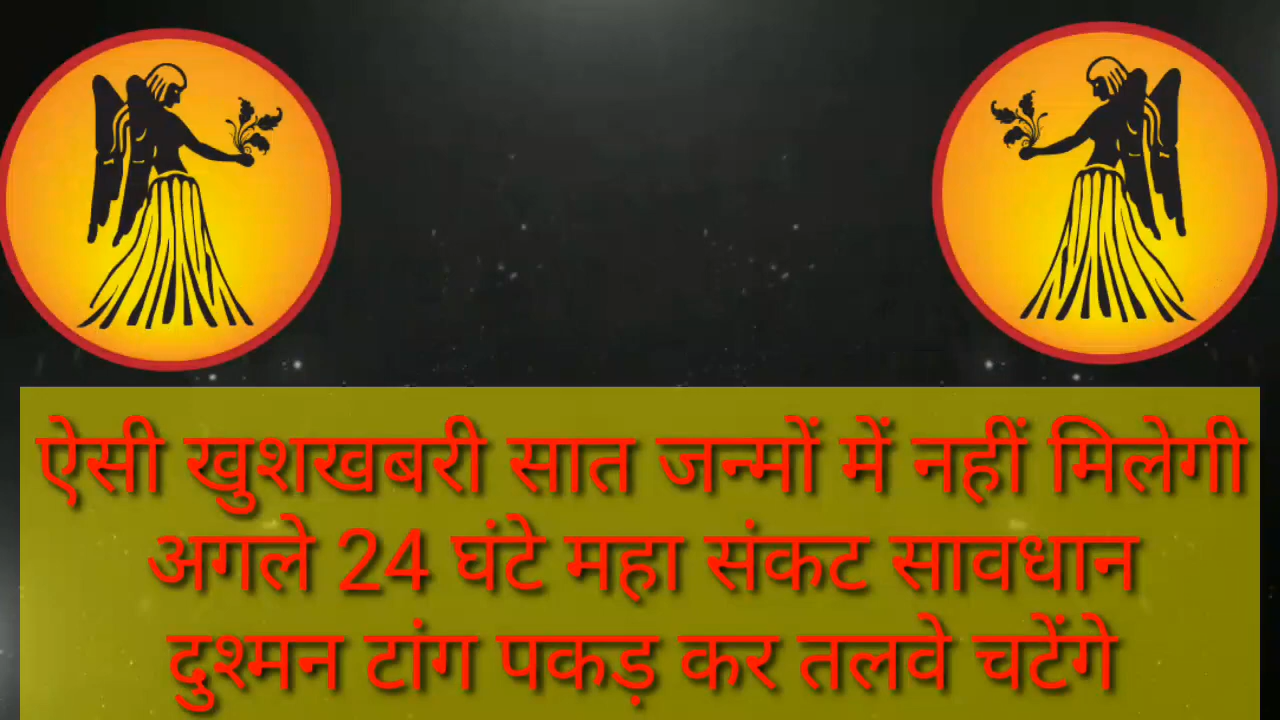 ऐसी खुशखबरी सात जन्मों में नहीं मिलेगी
अगले 24 घंटे महा संकट सावधान
दुश्मन टांग पकड़ कर तलवे चटेंगे